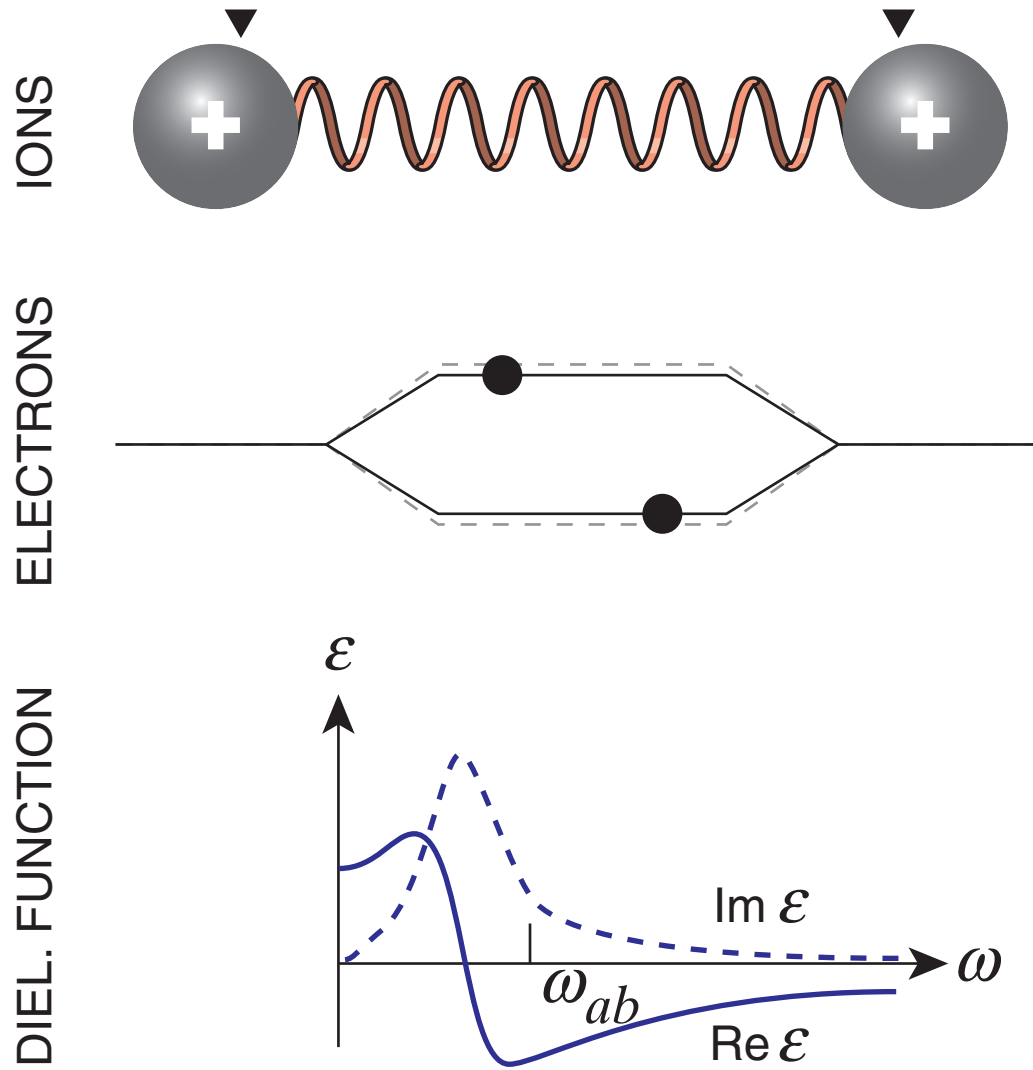 IONS
ELECTRONS
DIEL. FUNCTION
ε
Im ε
ω
ω_ab
Re ε